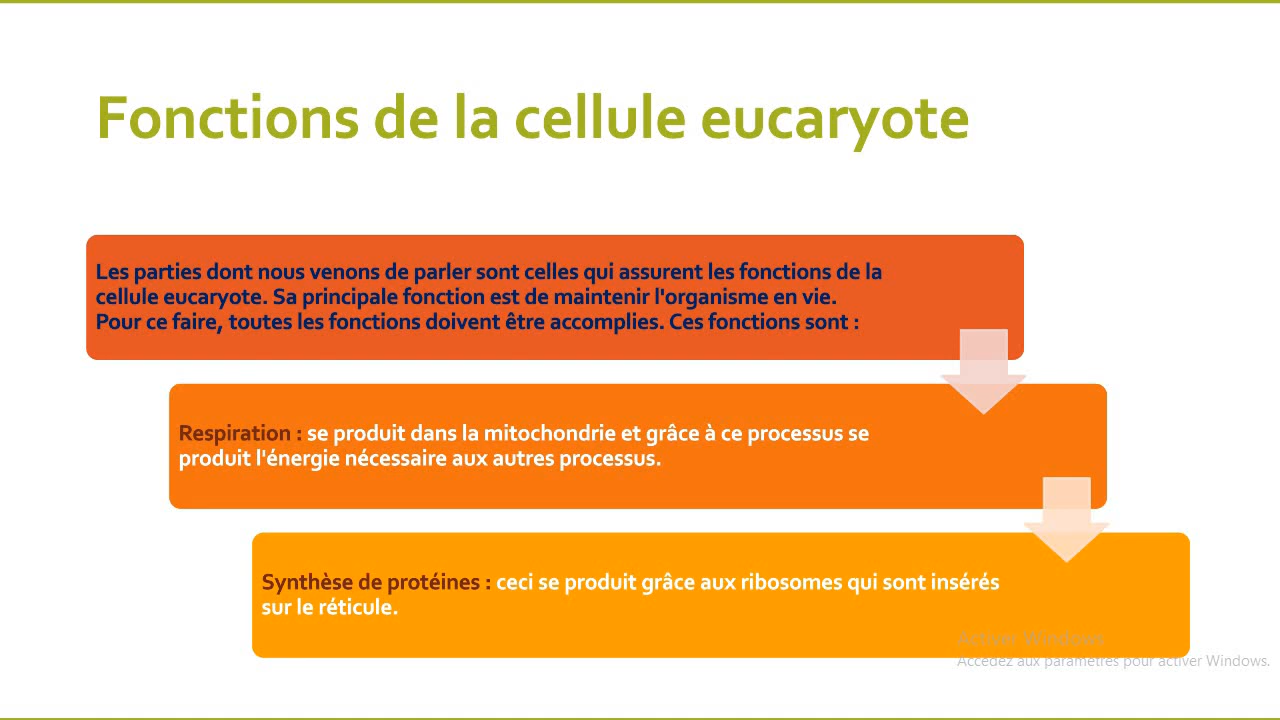 Fonctions de la cellule eucaryote
Les parties dont nous venons de parler sont celles qui assurent les fonctions de la
cellule eucaryote. Sa principale fonction est de maintenir l'organisme en vie.
Pour ce faire, toutes les fonctions doivent être accomplies. Ces fonctions sont :
Respiration : se produit dans la mitochondrie et grâce à ce processus se
produit l'énergie nécessaire aux autres processus.
Synthèse de protéines : ceci se produit grâce aux ribosomes qui sont insérés
sur le réticule.
Activer Windows
Accédez aux paramètres pour activer Windows.